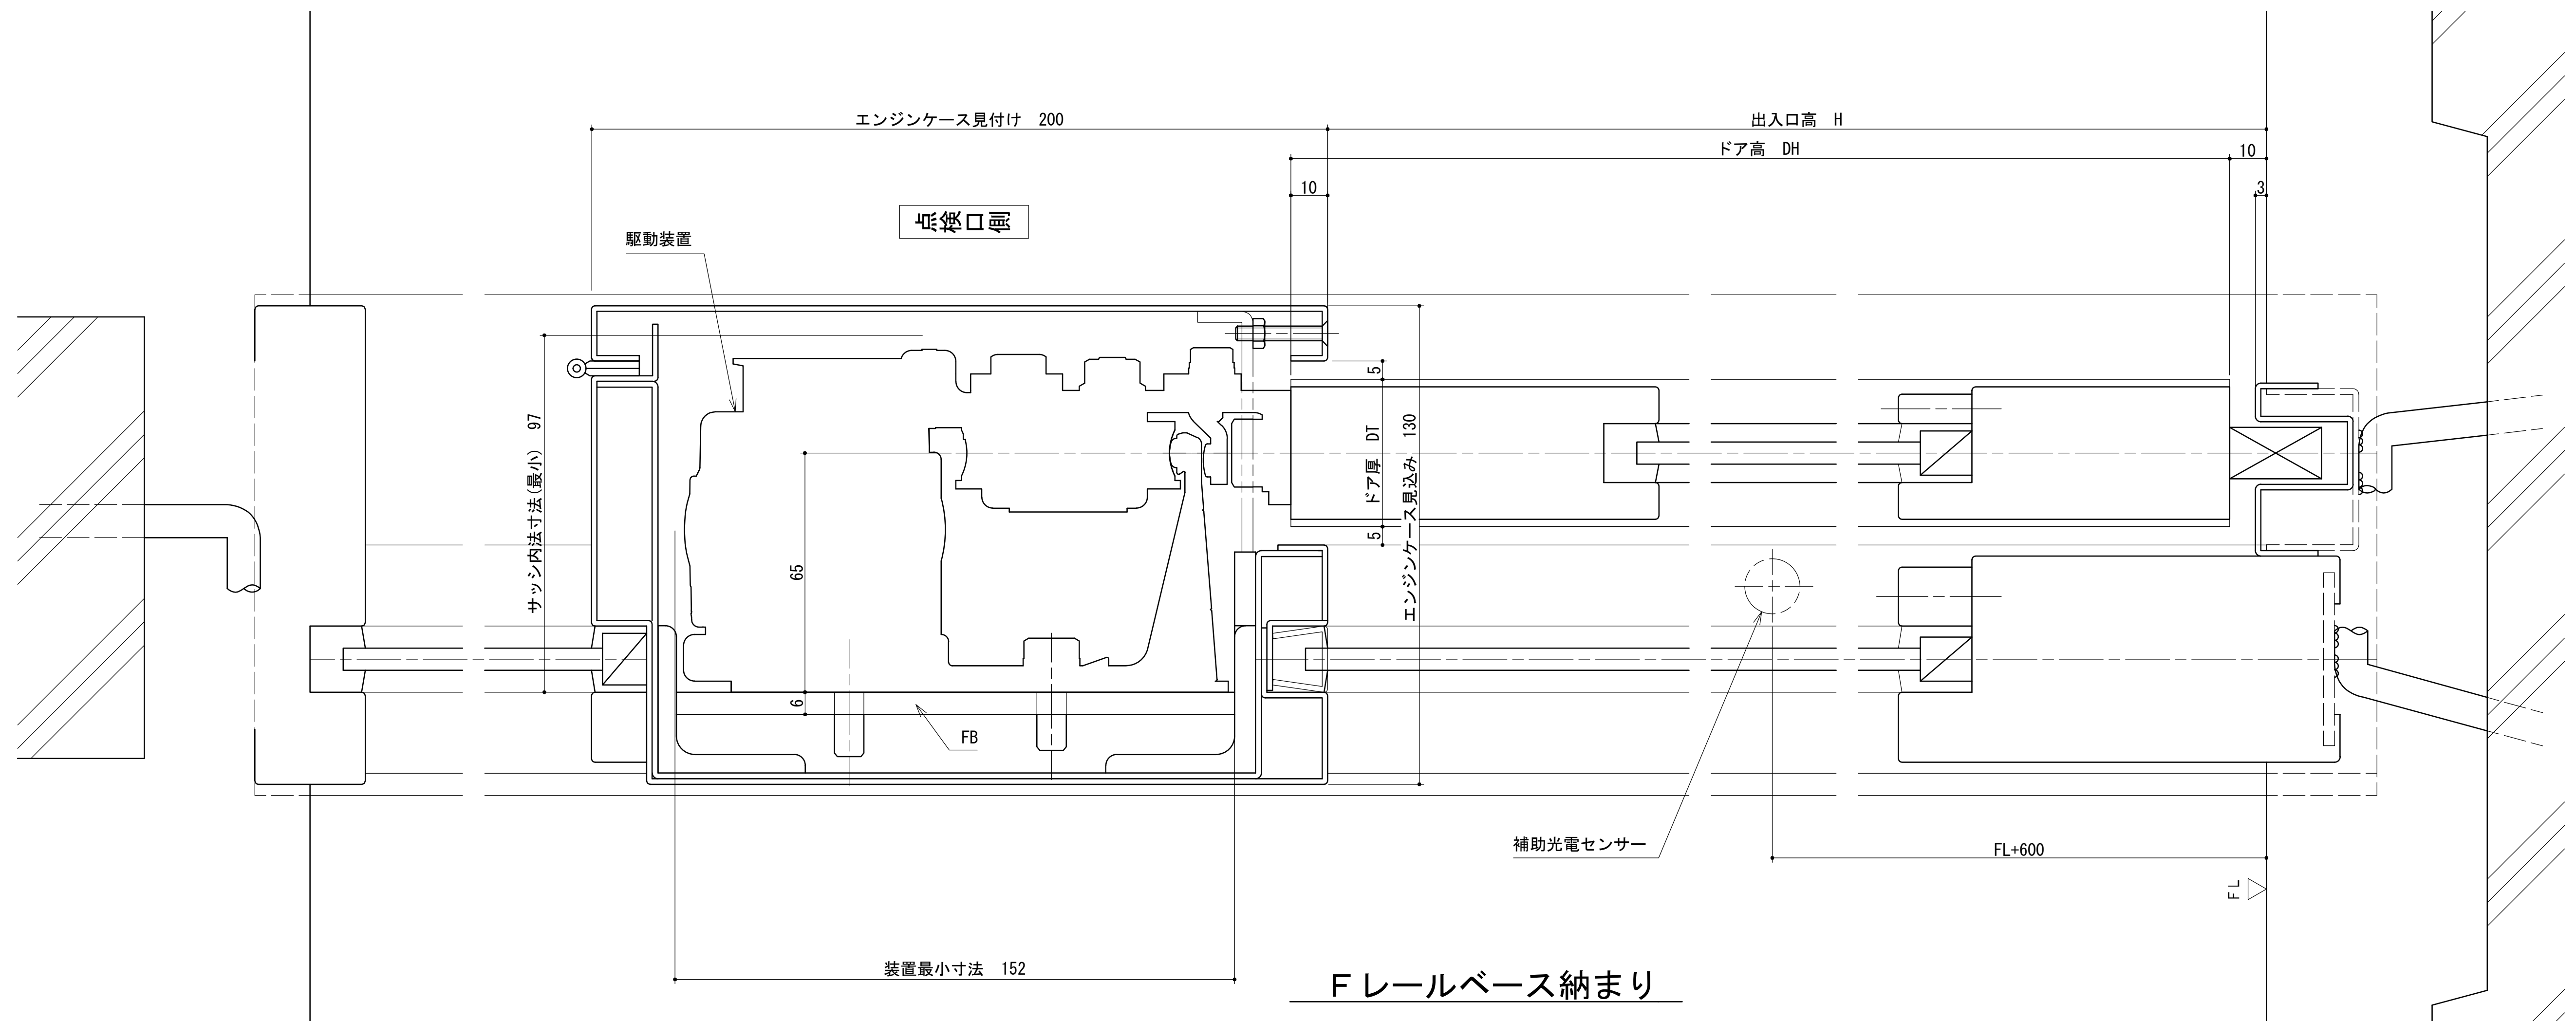 エンジンケース見付け　200
出入口高　H
ドア高　DH
10
10
3
点検口側
駆動装置
サッシ内法寸法(最小)　97
65
6
5
ドア厚　DT
5
エンジンケース見込み　130
FB
補助光電センサー
FL+600
FL
装置最小寸法　152
Fレールベース納まり